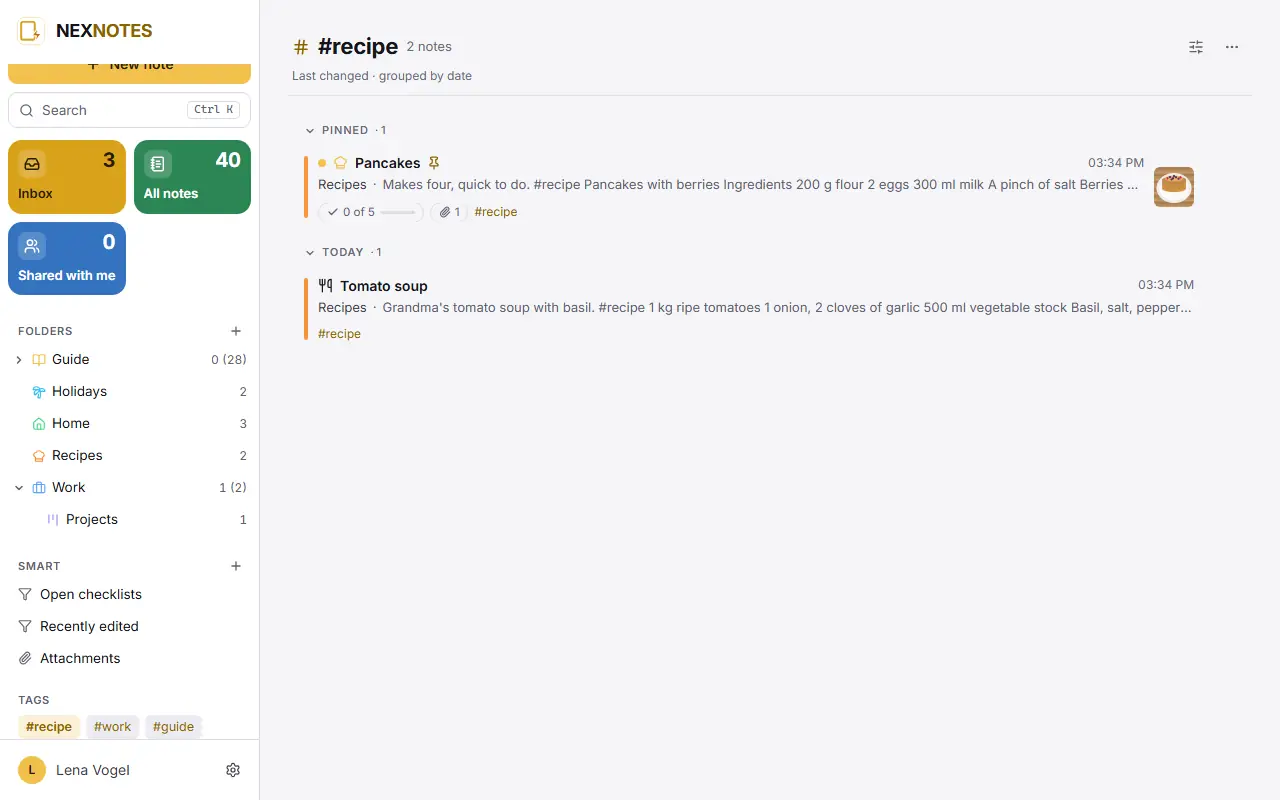 NEXNOTES
New note
Search Ctrl K
3
Inbox
40
All notes
0
Shared with me
FOLDERS
Guide 0 (28)
Holidays 2
Home 3
Recipes 2
Work 1 (2)
Projects 1
SMART
Open checklists
Recently edited
Attachments
TAGS
#recipe #work #guide
L Lena Vogel
# #recipe 2 notes
Last changed · grouped by date
PINNED · 1
Pancakes 03:34 PM
Recipes · Makes four, quick to do. #recipe Pancakes with berries Ingredients 200 g flour 2 eggs 300 ml milk A pinch of salt Berries ...
0 of 5 1 #recipe
TODAY · 1
Tomato soup 03:34 PM
Recipes · Grandma's tomato soup with basil. #recipe 1 kg ripe tomatoes 1 onion, 2 cloves of garlic 500 ml vegetable stock Basil, salt, pepper...
#recipe